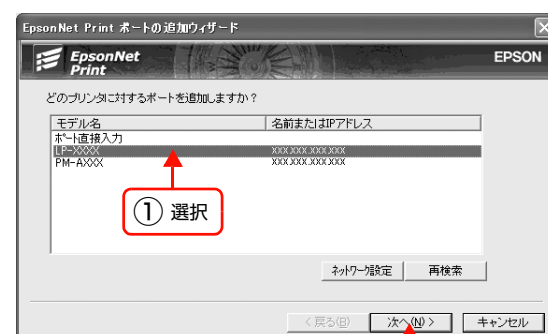 EpsonNet Print ポートの追加ウィザード
EpsonNet
Print
EPSON
どのプリンタに対するポートを追加しますか？
モデル名 名前またはIPアドレス
ポート直接入力
LP-XXXX XXX.XXX.XXX.XXX
PM-AXXX XXX.XXX.XXX.XXX
① 選択
ネットワーク設定 再検索
< 戻る(B) 次へ(N) > キャンセル